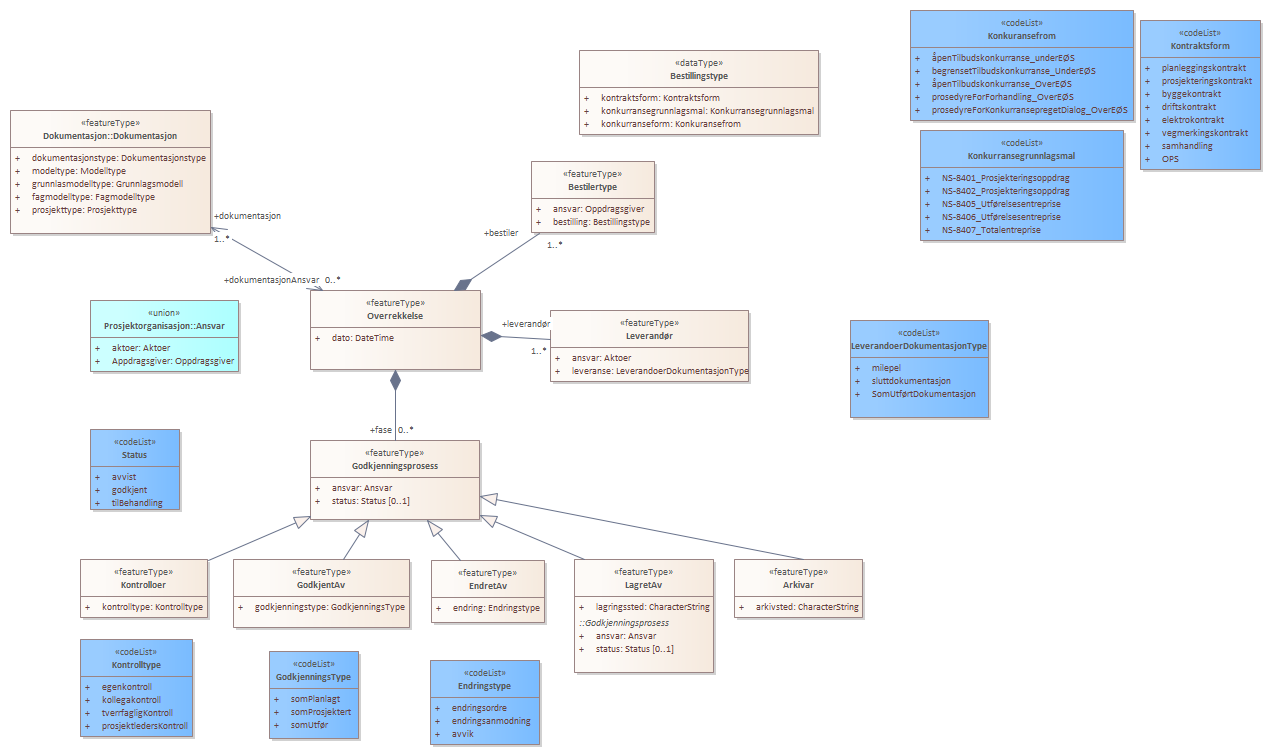 «codeList»
Konkuransefrom
+ åpenTilbudskonkurranse_underEØS
+ begrensetTilbudskonkurranse_UnderEØS
+ åpenTilbudskonkurranse_OverEØS
+ prosedyreForForhandling_OverEØS
+ prosedyreForKonkurransepregetDialog_OverEØS
«codeList»
Kontraktsform
+ planleggingskontrakt
+ prosjekteringskontrakt
+ byggekontrakt
+ driftskontrakt
+ elektrokontrakt
+ vegmerkingskontrakt
+ samhandling
+ OPS
«dataType»
Bestillingstype
+ kontraktsform: Kontraktsform
+ konkurransegrunnlagsmal: Konkurransegrunnlagsmal
+ konkurranseform: Konkuransefrom
«featureType»
Dokumentasjon::Dokumentasjon
+ dokumentasjonstype: Dokumentasjonstype
+ modeltype: Modelltype
+ grunnlasmodelltype: Grunnlagsmodell
+ fagmodelltype: Fagmodelltype
+ prosjekttype: Prosjekttype
«codeList»
Konkurransegrunnlagsmal
+ NS-8401_Prosjekteringsoppdrag
+ NS-8402_Prosjekteringsoppdrag
+ NS-8405_Utførelsesentreprise
+ NS-8406_Utførelsesentreprise
+ NS-8407_Totalentreprise
«featureType»
Bestilertype
+ ansvar: Oppdragsgiver
+ bestilling: Bestillingstype
+dokumentasjon
1..*
+bestiler
1..*
+dokumentasjonAnsvar 0..*
«featureType»
Overrekkelse
+ dato: DateTime
«union»
Prosjektorganisasjon::Ansvar
+ aktoer: Aktoer
+ Appdragsgiver: Oppdragsgiver
+leverandør
1..*
«featureType»
Leverandør
+ ansvar: Aktoer
+ leveranse: LeverandoerDokumentasjonType
«codeList»
LeverandoerDokumentasjonType
+ milepel
+ sluttdokumentasjon
+ SomUtførtDokumentasjon
+fase 0..*
«codeList»
Status
+ avvist
+ godkjent
+ tilBehandling
«featureType»
Godkjenningsprosess
+ ansvar: Ansvar
+ status: Status [0..1]
«featureType»
Kontrolloer
+ kontrolltype: Kontrolltype
«featureType»
GodkjentAv
+ godkjenningstype: GodkjenningsType
«featureType»
EndretAv
+ endring: Endringstype
«featureType»
LagretAv
+ lagringssted: CharacterString
::Godkjenningsprosess
+ ansvar: Ansvar
+ status: Status [0..1]
«featureType»
Arkivar
+ arkivsted: CharacterString
«codeList»
Kontrolltype
+ egenkontroll
+ kollegakontroll
+ tverrfagligKontroll
+ prosjektledersKontroll
«codeList»
GodkjenningsType
+ somPlanlagt
+ somProsjektert
+ somUtfør
«codeList»
Endringstype
+ endringsordre
+ endringsanmodning
+ avvik